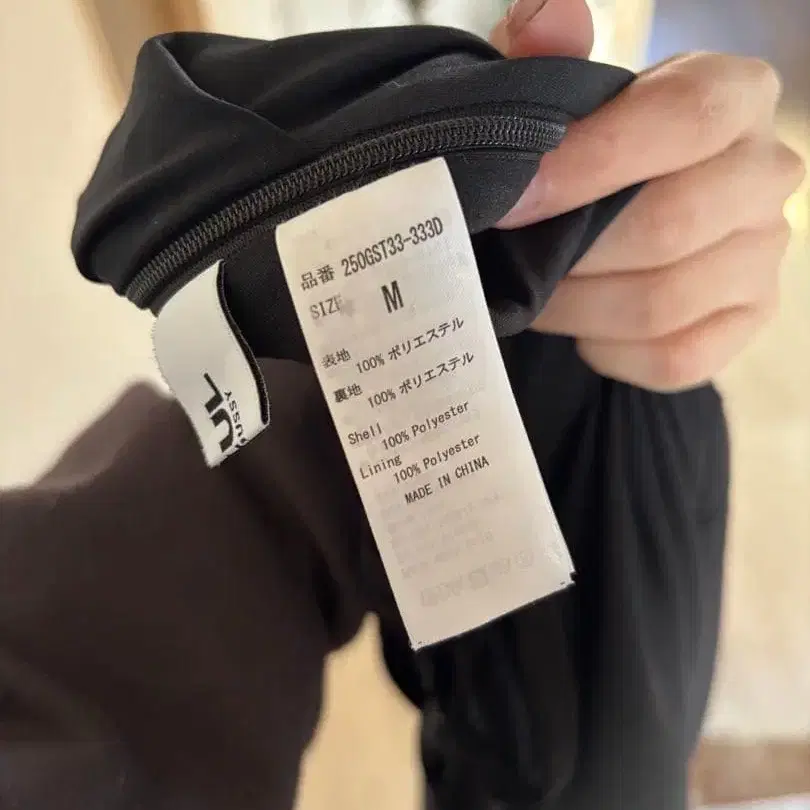 品番 250GST33-333D
SIZE M
表地
100% ポリエステル
裏地
100% ポリエステル
Shell
100% Polyester
Lining
100% Polyester
MADE IN CHINA